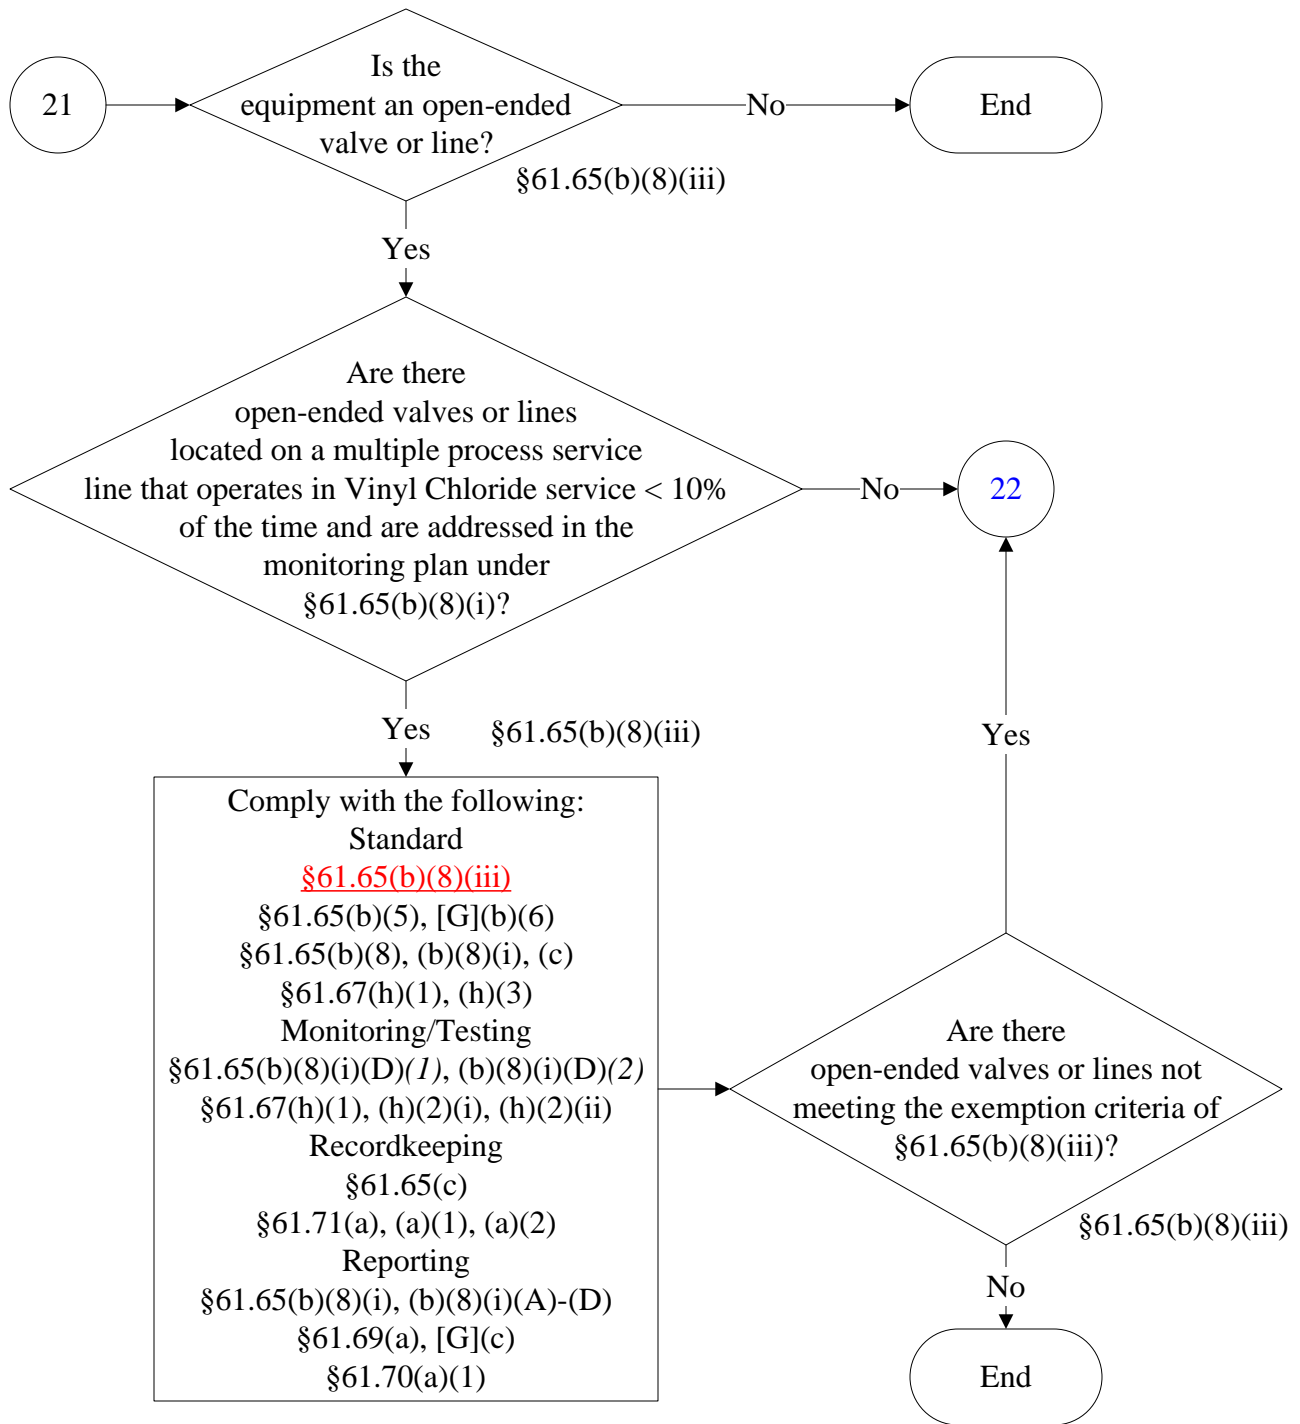 21
Is the
equipment an open-ended
valve or line?
No
End
§61.65(b)(8)(iii)
Yes
Are there
open-ended valves or lines
located on a multiple process service
line that operates in Vinyl Chloride service < 10%
of the time and are addressed in the
monitoring plan under
§61.65(b)(8)(i)?
No
22
Yes
§61.65(b)(8)(iii)
Comply with the following:
Standard
§61.65(b)(8)(iii)
§61.65(b)(5), [G](b)(6)
§61.65(b)(8), (b)(8)(i), (c)
§61.67(h)(1), (h)(3)
Monitoring/Testing
§61.65(b)(8)(i)(D)(1), (b)(8)(i)(D)(2)
§61.67(h)(1), (h)(2)(i), (h)(2)(ii)
Recordkeeping
§61.65(c)
§61.71(a), (a)(1), (a)(2)
Reporting
§61.65(b)(8)(i), (b)(8)(i)(A)-(D)
§61.69(a), [G](c)
§61.70(a)(1)
Yes
Are there
open-ended valves or lines not
meeting the exemption criteria of
§61.65(b)(8)(iii)?
§61.65(b)(8)(iii)
No
End